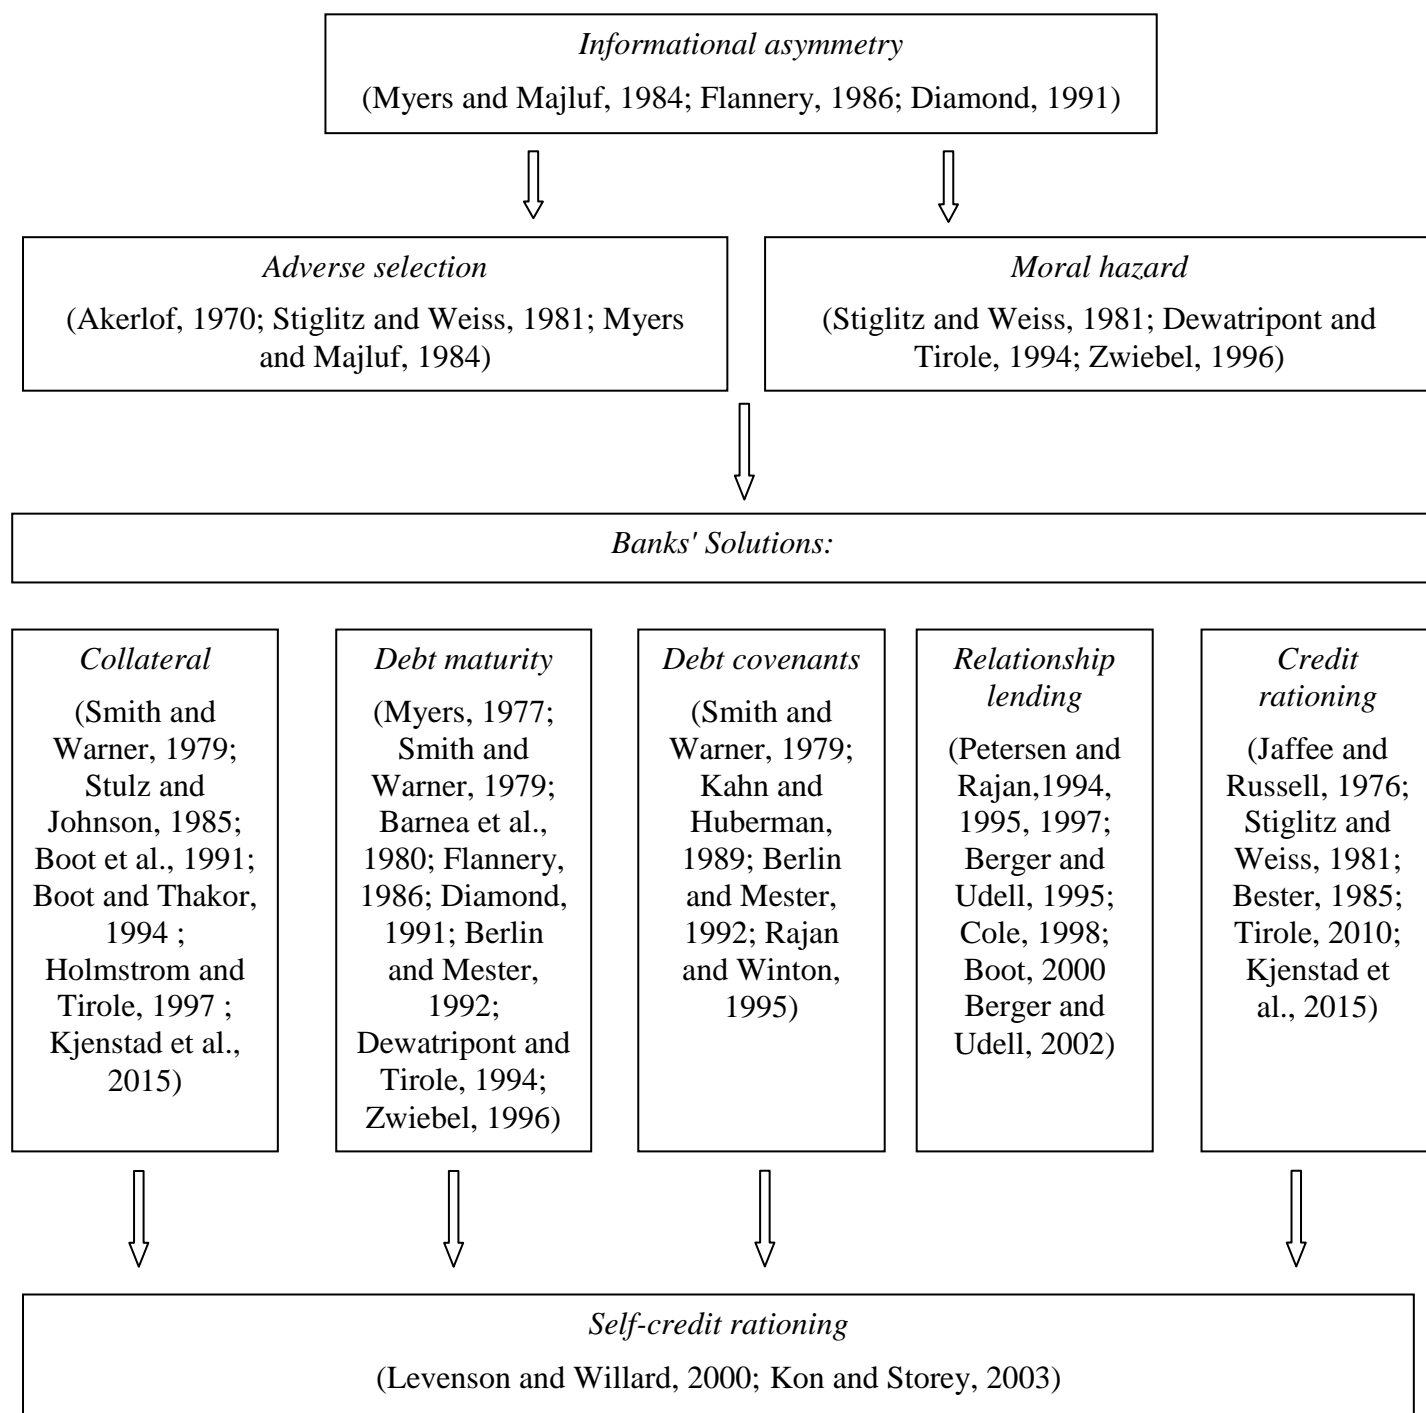 Informational asymmetry
(Myers and Majluf, 1984; Flannery, 1986; Diamond, 1991)
Adverse selection
(Akerlof, 1970; Stiglitz and Weiss, 1981; Myers
and Majluf, 1984)
Moral hazard
(Stiglitz and Weiss, 1981; Dewatripont and
Tirole, 1994; Zwiebel, 1996)
Banks' Solutions:
Collateral
(Smith and
Warner, 1979;
Stulz and
Johnson, 1985;
Boot et al., 1991;
Boot and Thakor,
1994 ;
Holmstrom and
Tirole, 1997 ;
Kjenstad et al.,
2015)
Debt maturity
(Myers, 1977;
Smith and
Warner, 1979;
Barnea et al.,
1980; Flannery,
1986; Diamond,
1991; Berlin
and Mester,
1992;
Dewatripont and
Tirole, 1994;
Zwiebel, 1996)
Debt covenants
(Smith and
Warner, 1979;
Kahn and
Huberman,
1989; Berlin
and Mester,
1992; Rajan
and Winton,
1995)
Relationship
lending
(Petersen and
Rajan,1994,
1995, 1997;
Berger and
Udell, 1995;
Cole, 1998;
Boot, 2000
Berger and
Udell, 2002)
Credit
rationing
(Jaffee and
Russell, 1976;
Stiglitz and
Weiss, 1981;
Bester, 1985;
Tirole, 2010;
Kjenstad et
al., 2015)
Self-credit rationing
(Levenson and Willard, 2000; Kon and Storey, 2003)